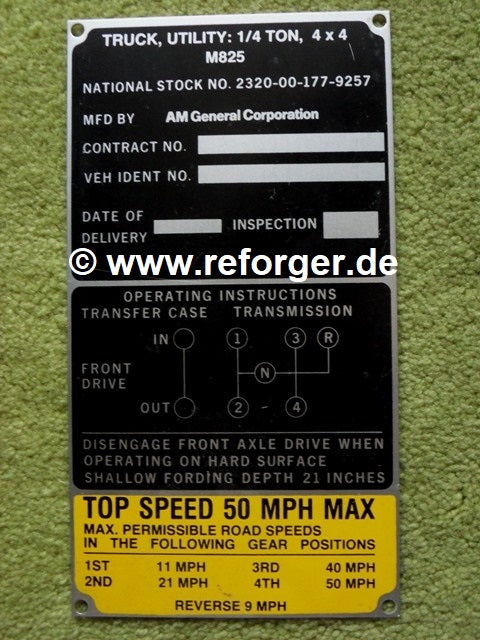 TRUCK, UTILITY: 1/4 TON, 4 x 4
M825
NATIONAL STOCK NO. 2320-00-177-9257
MFD BY AM General Corporation
CONTRACT NO.
VEH IDENT NO.
DATE OF DELIVERY INSPECTION
© www.reforger.de
OPERATING INSTRUCTIONS
TRANSFER CASE TRANSMISSION
IN 1 3 R
FRONT DRIVE N
OUT 2 4
DISENGAGE FRONT AXLE DRIVE WHEN
OPERATING ON HARD SURFACE
SHALLOW FORDING DEPTH 21 INCHES
TOP SPEED 50 MPH MAX
MAX. PERMISSIBLE ROAD SPEEDS
IN THE FOLLOWING GEAR POSITIONS
1ST 11 MPH 3RD 40 MPH
2ND 21 MPH 4TH 50 MPH
REVERSE 9 MPH